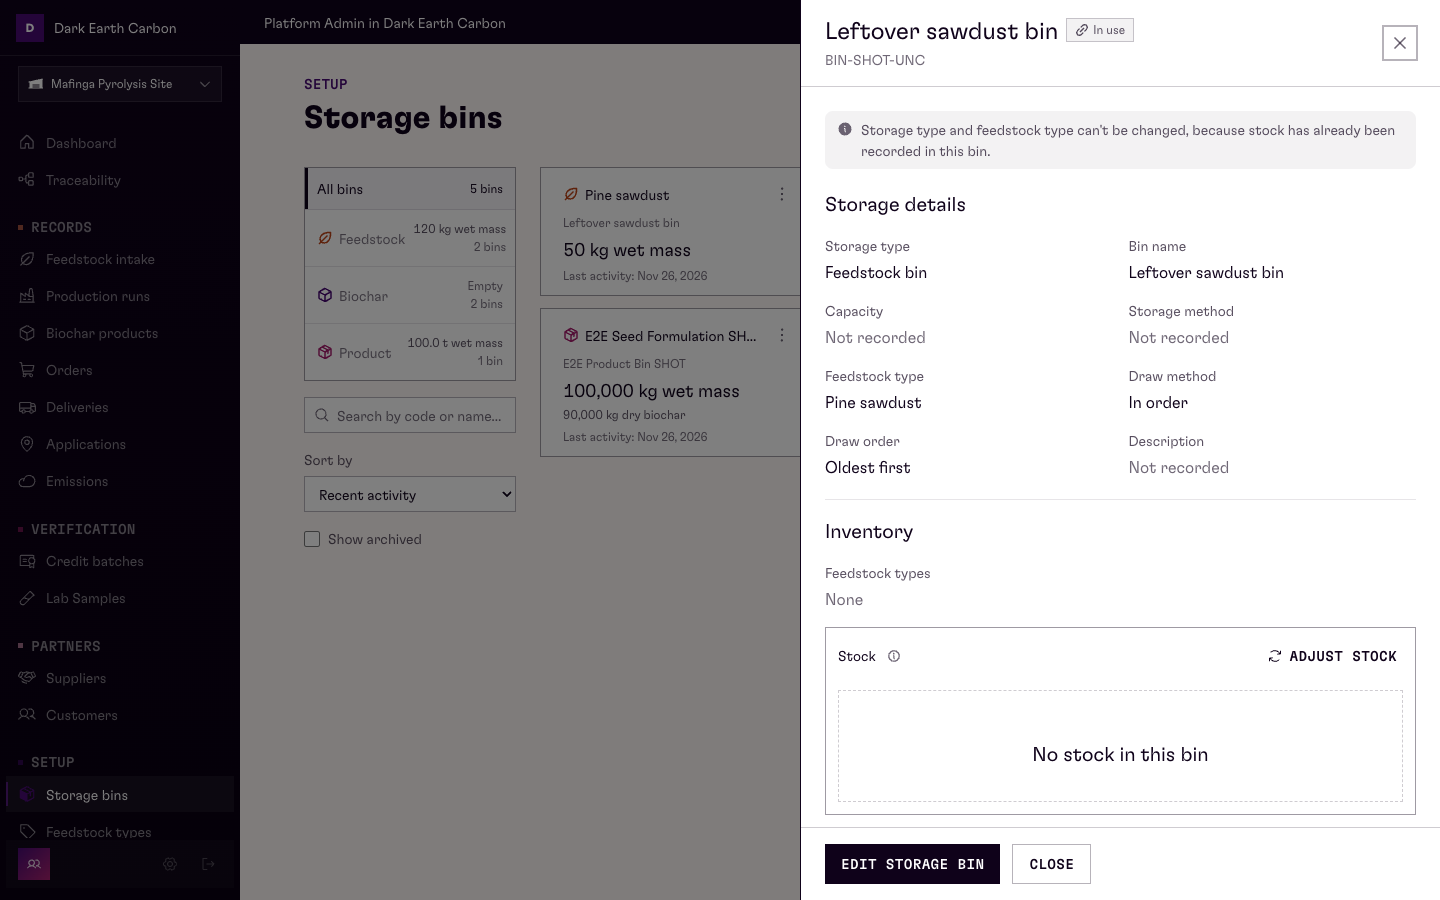 D
Dark Earth Carbon
Platform Admin in Dark Earth Carbon
Mafinga Pyrolysis Site
Dashboard
Traceability
RECORDS
Feedstock intake
Production runs
Biochar products
Orders
Deliveries
Applications
Emissions
VERIFICATION
Credit batches
Lab Samples
PARTNERS
Suppliers
Customers
SETUP
Storage bins
Feedstock types
SETUP
Storage bins
All bins
5 bins
Feedstock
120 kg wet mass
2 bins
Biochar
Empty
2 bins
Product
100.0 t wet mass
1 bin
Search by code or name...
Sort by
Recent activity
Show archived
Pine sawdust
Leftover sawdust bin
50 kg wet mass
Last activity: Nov 26, 2026
E2E Seed Formulation SH...
E2E Product Bin SHOT
100,000 kg wet mass
90,000 kg dry biochar
Last activity: Nov 26, 2026
Leftover sawdust bin
In use
BIN-SHOT-UNC
Storage type and feedstock type can't be changed, because stock has already been
recorded in this bin.
Storage details
Storage type
Feedstock bin
Bin name
Leftover sawdust bin
Capacity
Not recorded
Storage method
Not recorded
Feedstock type
Pine sawdust
Draw method
In order
Draw order
Oldest first
Description
Not recorded
Inventory
Feedstock types
None
Stock
ADJUST STOCK
No stock in this bin
EDIT STORAGE BIN
CLOSE